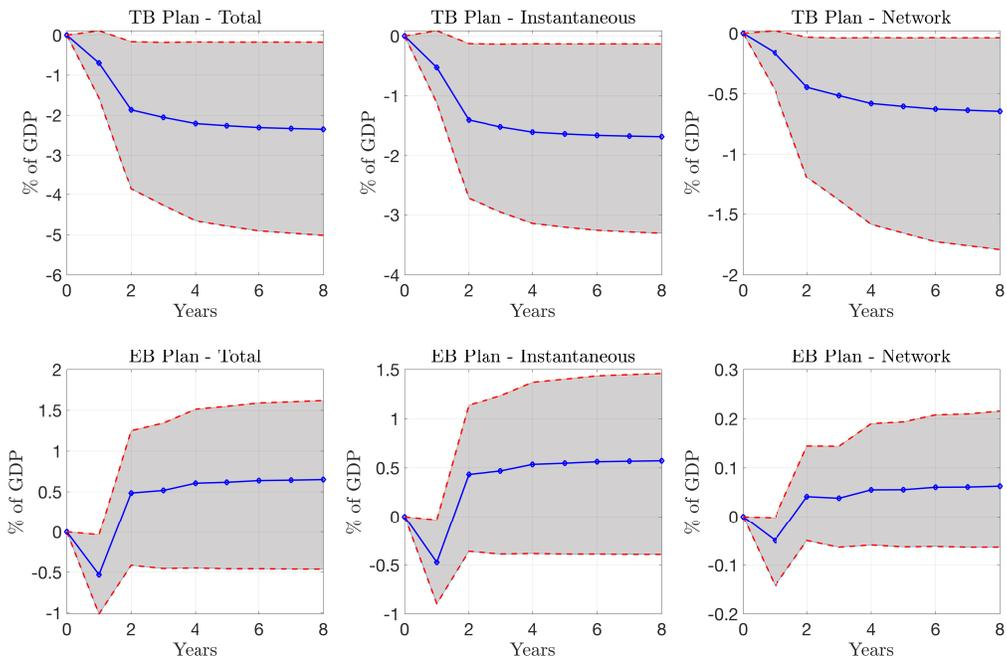 TB Plan - Total
0
-1
-2
-3
-4
-5
-6
% of GDP
0 2 4 6 8
Years
TB Plan - Instantaneous
0
-1
-2
-3
-4
% of GDP
0 2 4 6 8
Years
TB Plan - Network
0
-0.5
-1
-1.5
-2
% of GDP
0 2 4 6 8
Years
EB Plan - Total
2
1.5
1
0.5
0
-0.5
-1
% of GDP
0 2 4 6 8
Years
EB Plan - Instantaneous
1.5
1
0.5
0
-0.5
-1
% of GDP
0 2 4 6 8
Years
EB Plan - Network
0.3
0.2
0.1
0
-0.1
-0.2
% of GDP
0 2 4 6 8
Years